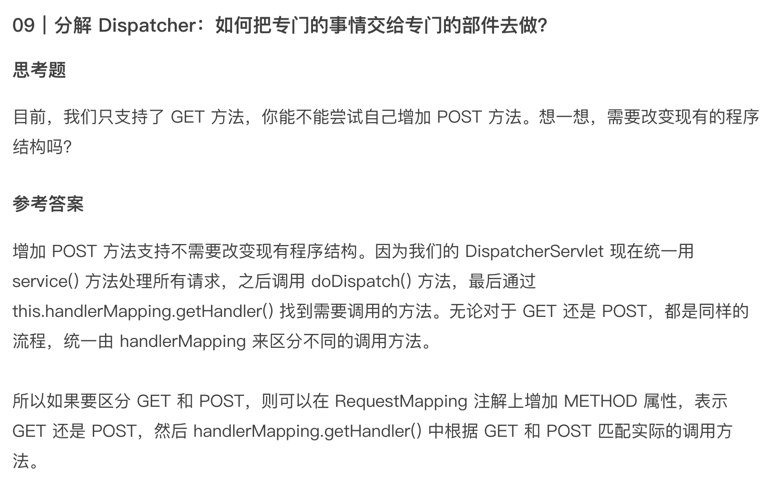 09｜分解 Dispatcher：如何把专门的事情交给专门的部件去做？
思考题
目前，我们只支持了 GET 方法，你能不能尝试自己增加 POST 方法。想一想，需要改变现有的程序
结构吗？
参考答案
增加 POST 方法支持不需要改变现有程序结构。因为我们的 DispatcherServlet 现在统一用
service() 方法处理所有请求，之后调用 doDispatch() 方法，最后通过
this.handlerMapping.getHandler() 找到需要调用的方法。无论对于 GET 还是 POST，都是同样的
流程，统一由 handlerMapping 来区分不同的调用方法。
所以如果要区分 GET 和 POST，则可以在 RequestMapping 注解上增加 METHOD 属性，表示
GET 还是 POST，然后 handlerMapping.getHandler() 中根据 GET 和 POST 匹配实际的调用方
法。